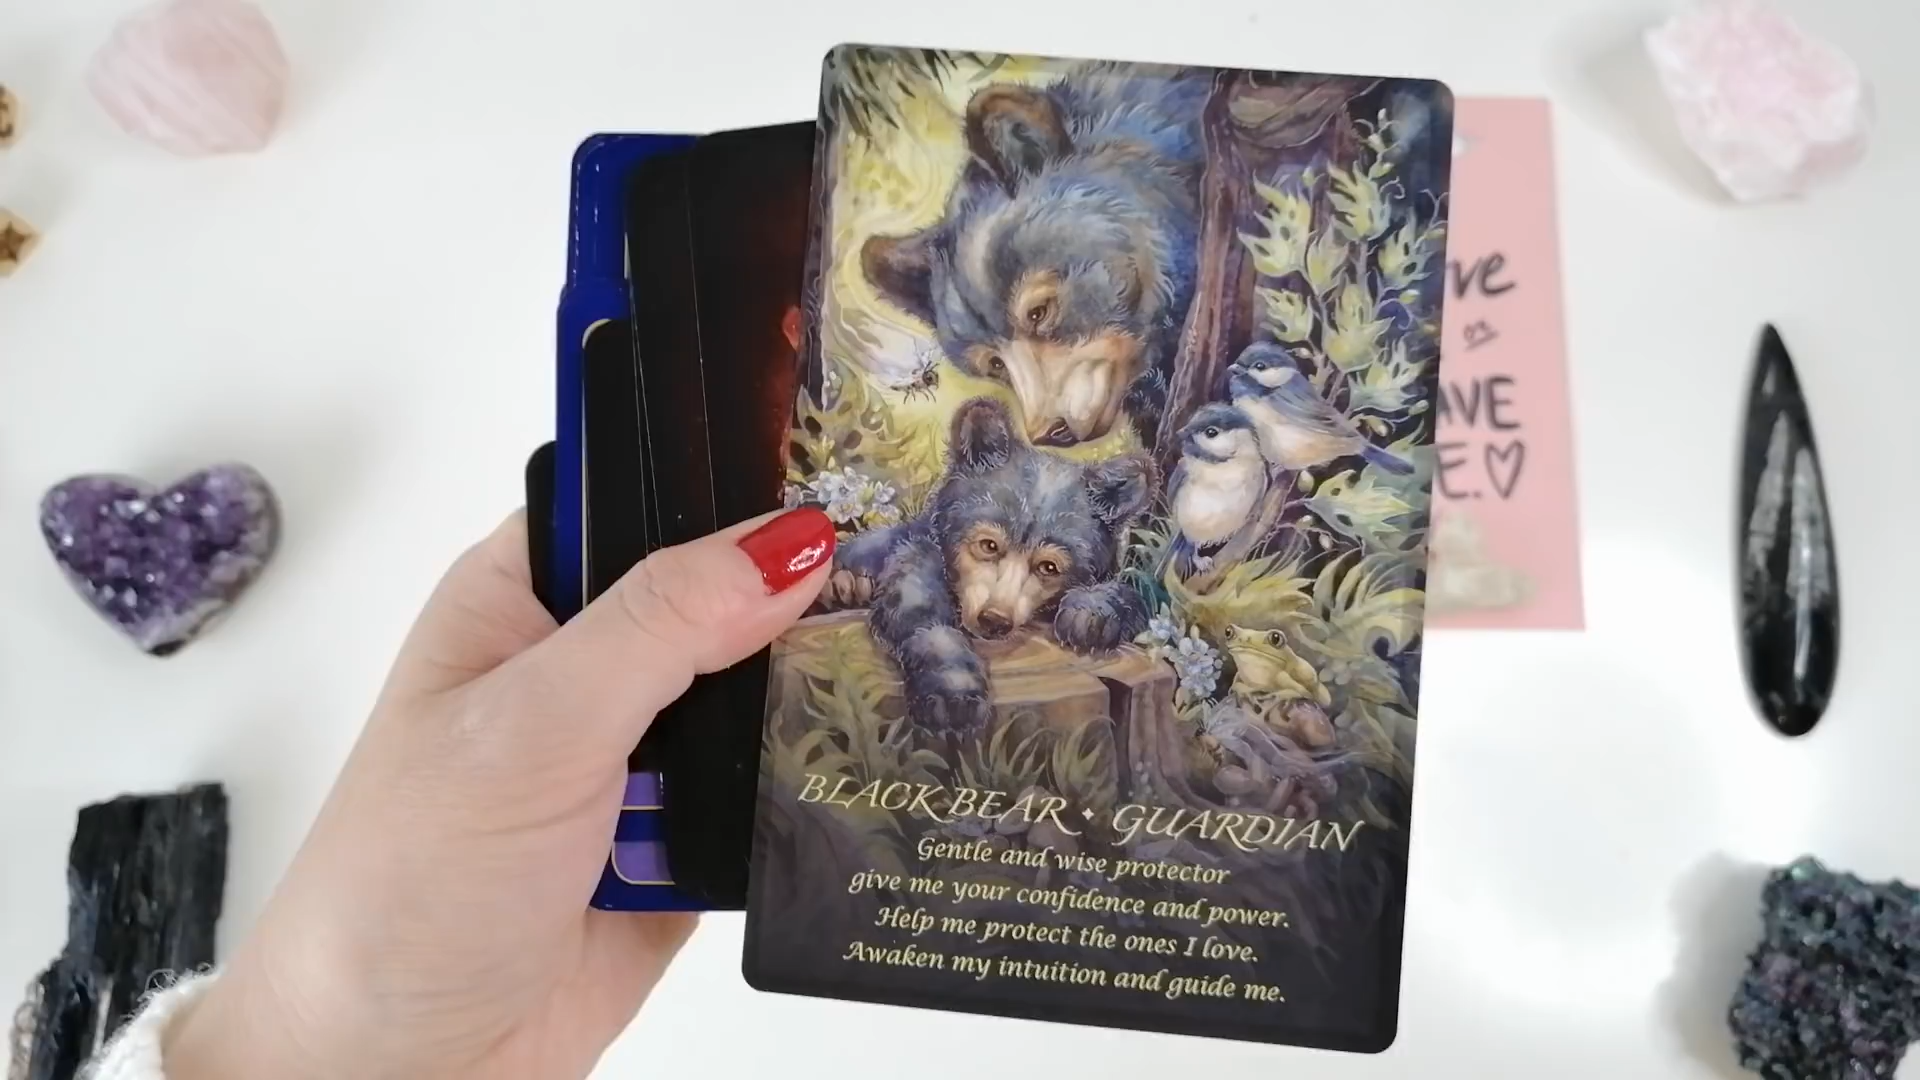 BLACK BEAR ✦ GUARDIAN
Gentle and wise protector
give me your confidence and power.
Help me protect the ones I love.
Awaken my intuition and guide me.